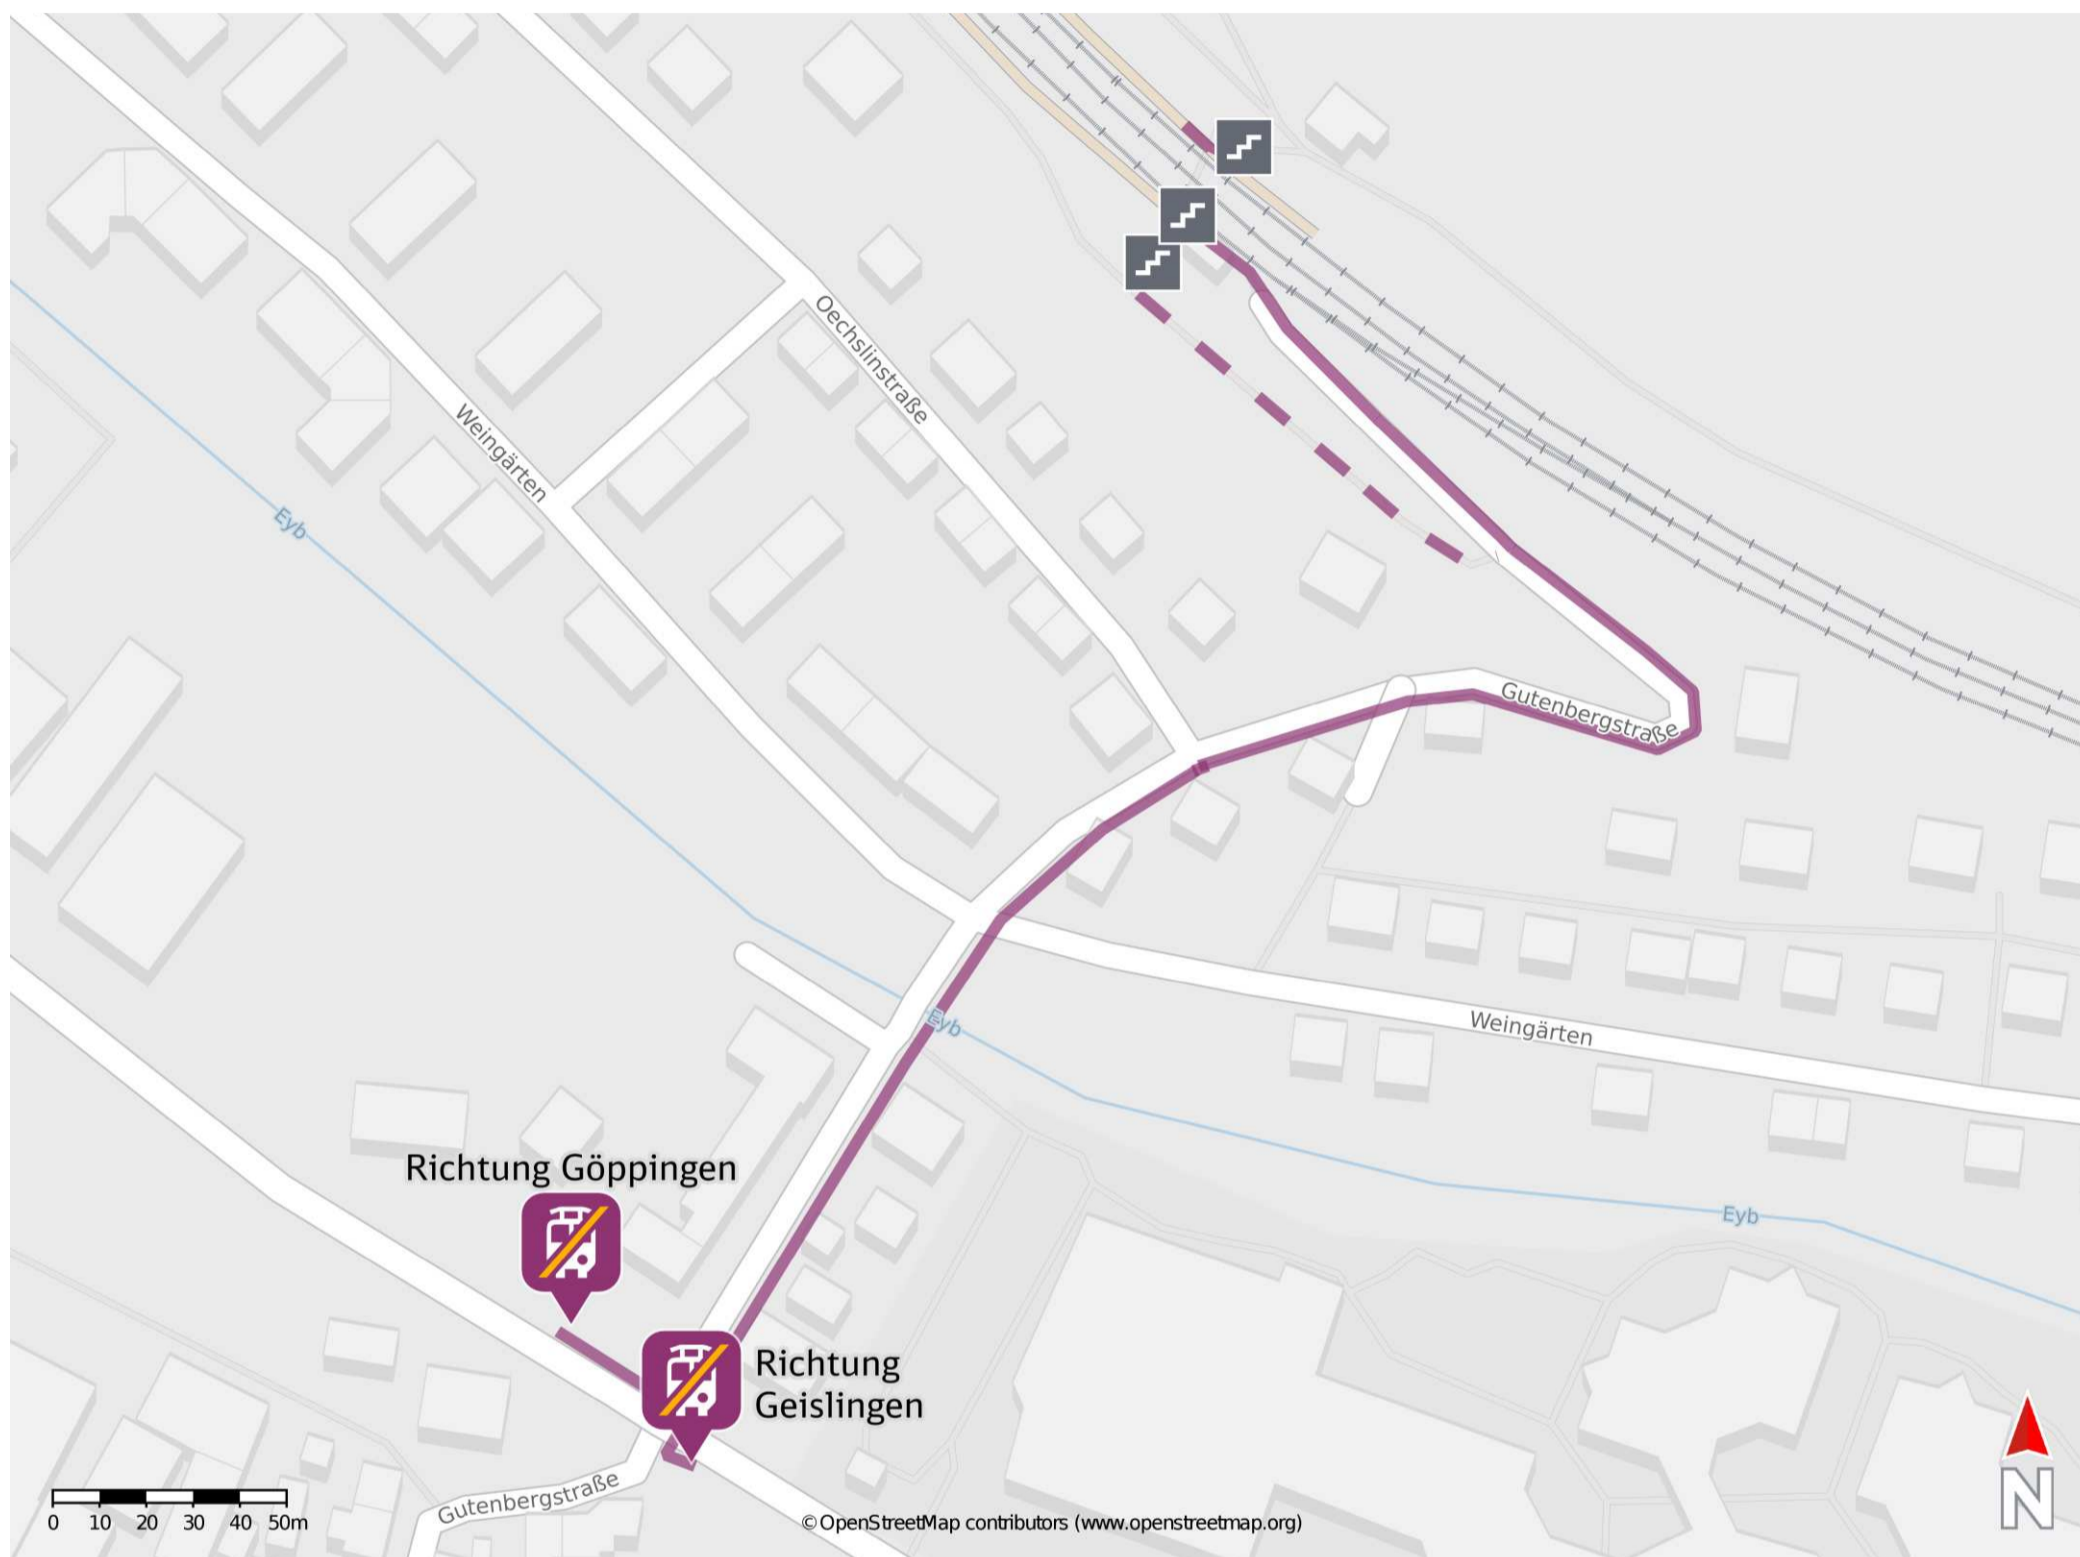 Oechslinstraße
Weingärten
Eyb
Gutenbergstraße
Eyb
Weingärten
Richtung Göppingen
Eyb
Richtung
Geislingen
Gutenbergstraße
0 10 20 30 40 50m
© OpenStreetMap contributors (www.openstreetmap.org)
N